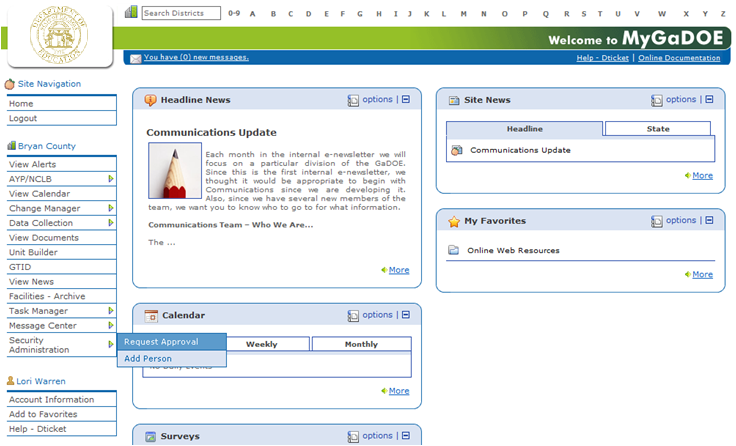 Search Districts
0-9 A B C D E F G H I J K L M N O P Q R S T U V W X Y Z
Welcome to MyGaDOE
You have (0) new messages.
Help - Dticket | Online Documentation
Site Navigation
Home
Logout
Bryan County
View Alerts
AYP/NCLB
View Calendar
Change Manager
Data Collection
View Documents
Unit Builder
GTID
View News
Facilities - Archive
Task Manager
Message Center
Security
Administration
Request Approval
Add Person
Lori Warren
Account Information
Add to Favorites
Help - Dticket
Headline News
options |
Communications Update
Each month in the internal e-newsletter we will
focus on a particular division of the GaDOE.
Since this is the first internal e-newsletter, we
thought it would be appropriate to begin with
Communications since we are developing it.
Also, since we have several new members of the
team, we want you to know who to go to for what information.
Communications Team – Who We Are...
The ...
More
Calendar
options |
Weekly
Monthly
No Daily Events
More
Surveys
options |
Site News
options |
Headline
State
Communications Update
More
My Favorites
options |
Online Web Resources
More